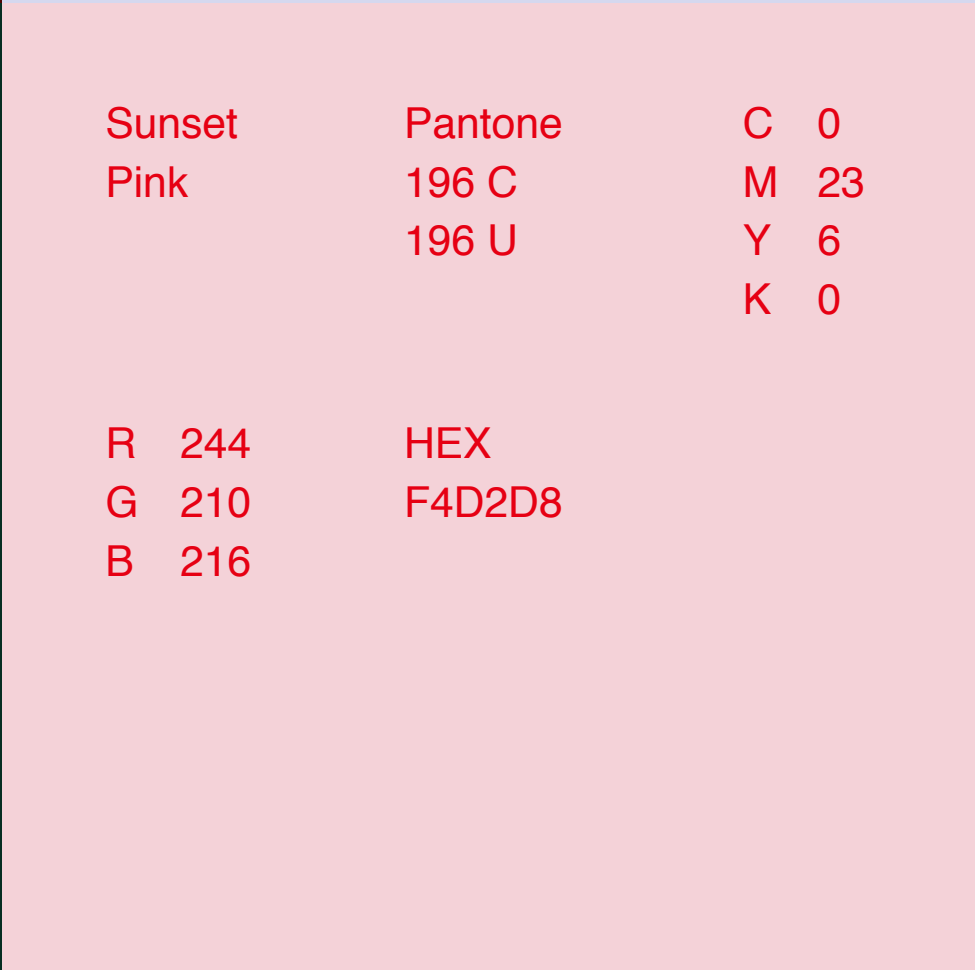 Sunset
Pink
Pantone
196 C
196 U
C 0
M 23
Y 6
K 0
R 244
G 210
B 216
HEX
F4D2D8